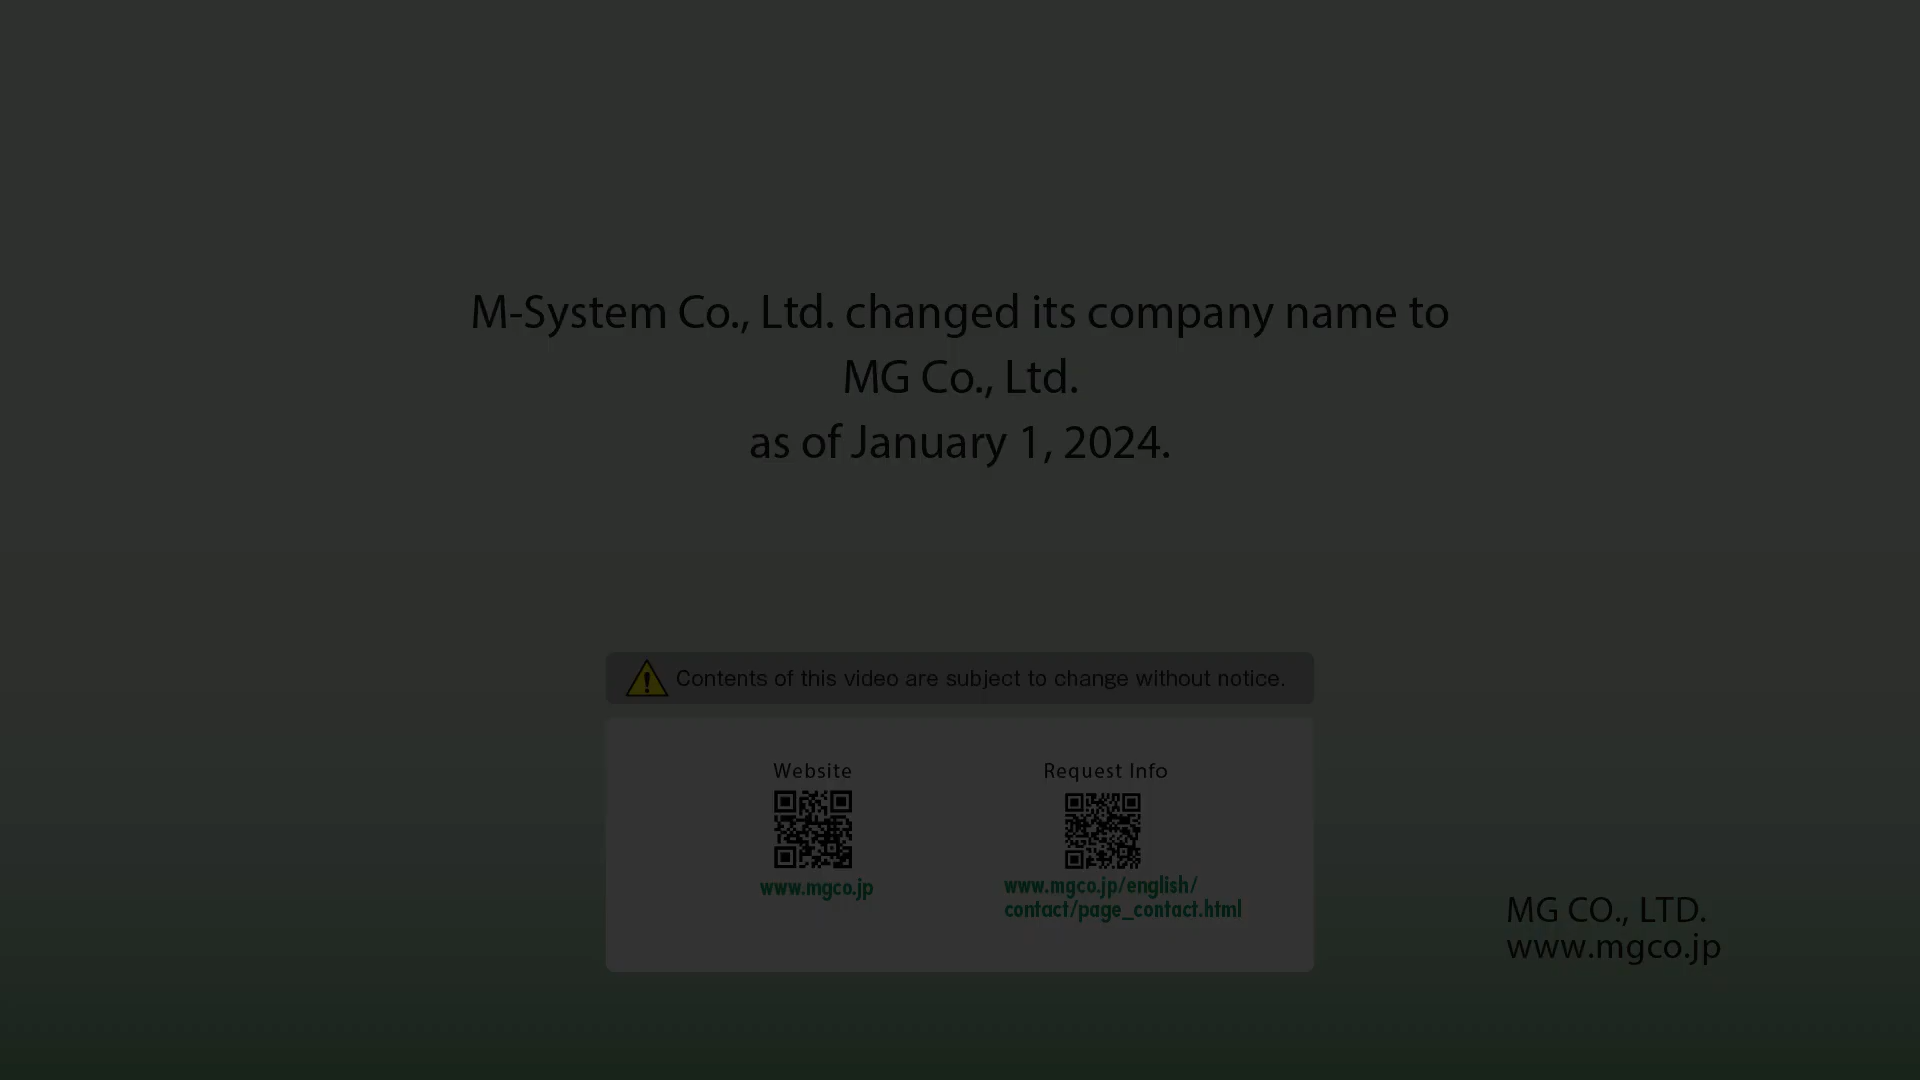 M-System Co., Ltd. changed its company name to
MG Co., Ltd.
as of January 1, 2024.
Contents of this video are subject to change without notice.
Website
www.mgco.jp
Request Info
www.mgco.jp/english/
contact/page_contact.html
MG CO., LTD.
www.mgco.jp